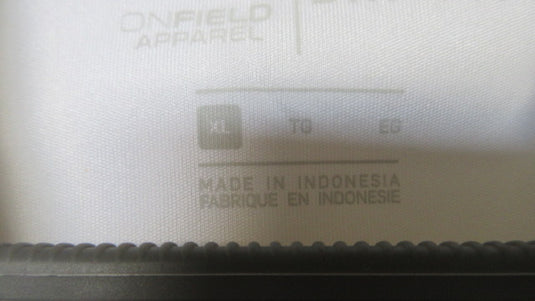 ONFIELD
APPAREL
XL TG EG
MADE IN INDONESIA
FABRIQUE EN INDONESIE